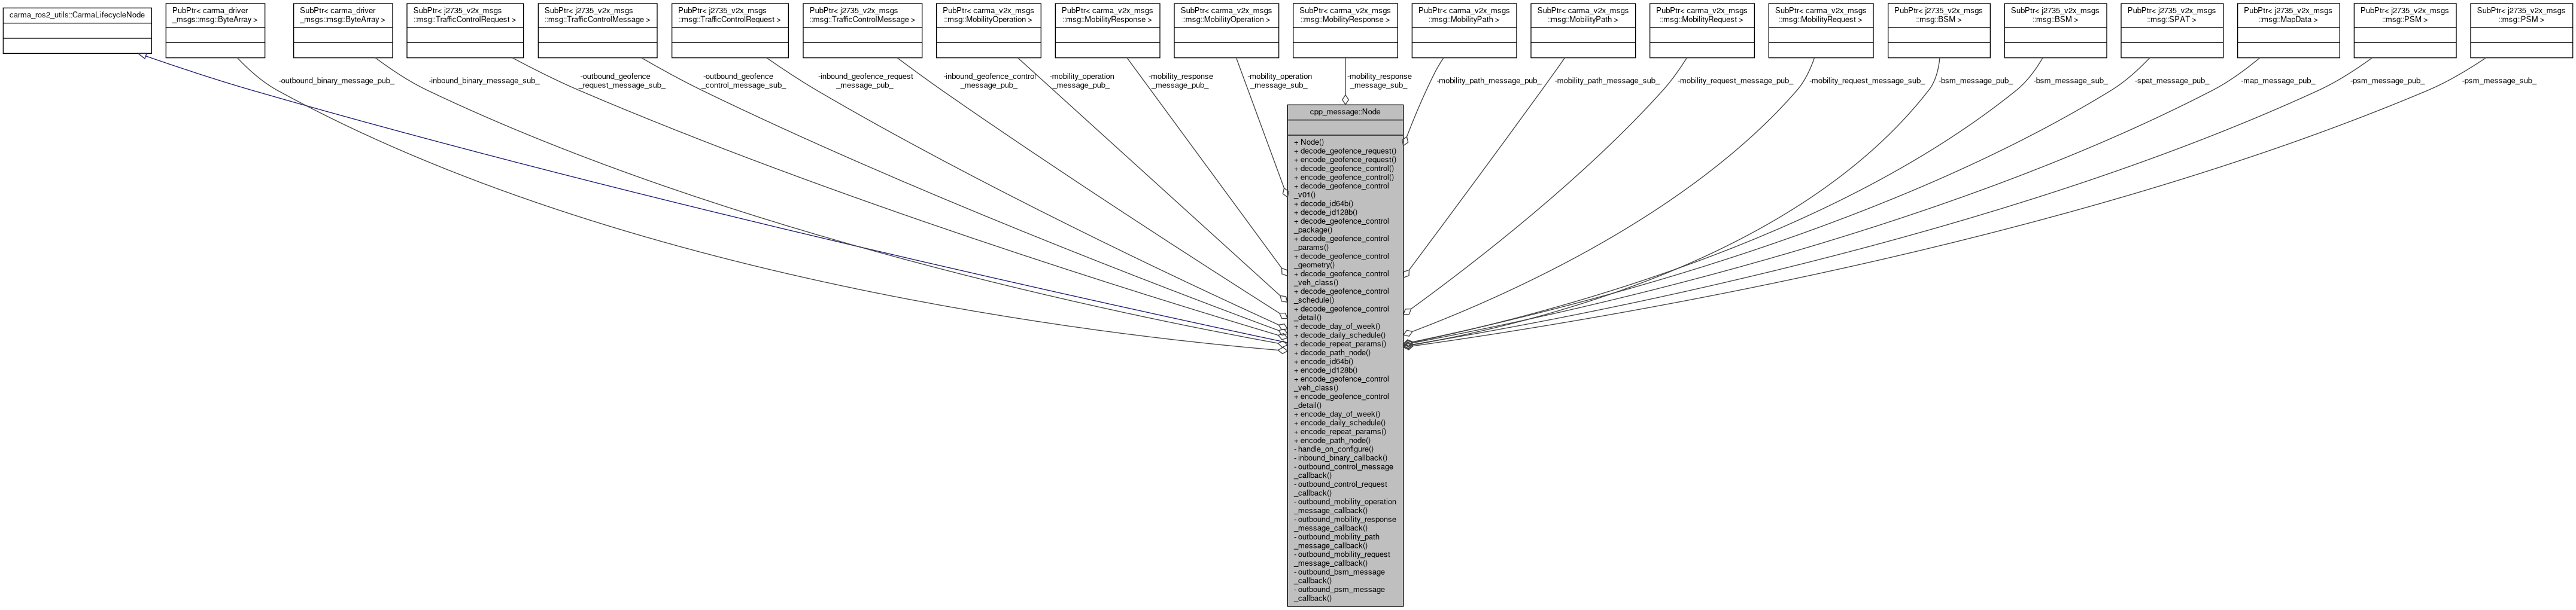 carma_ros2_utils::CarmaLifecycleNode
PubPtr< carma_driver
_msgs::msg::ByteArray >
SubPtr< carma_driver
_msgs::msg::ByteArray >
SubPtr< j2735_v2x_msgs
::msg::TrafficControlRequest >
SubPtr< j2735_v2x_msgs
::msg::TrafficControlMessage >
PubPtr< j2735_v2x_msgs
::msg::TrafficControlRequest >
PubPtr< j2735_v2x_msgs
::msg::TrafficControlMessage >
PubPtr< carma_v2x_msgs
::msg::MobilityOperation >
PubPtr< carma_v2x_msgs
::msg::MobilityResponse >
SubPtr< carma_v2x_msgs
::msg::MobilityOperation >
SubPtr< carma_v2x_msgs
::msg::MobilityResponse >
PubPtr< carma_v2x_msgs
::msg::MobilityPath >
SubPtr< carma_v2x_msgs
::msg::MobilityPath >
PubPtr< carma_v2x_msgs
::msg::MobilityRequest >
SubPtr< carma_v2x_msgs
::msg::MobilityRequest >
PubPtr< j2735_v2x_msgs
::msg::BSM >
SubPtr< j2735_v2x_msgs
::msg::BSM >
PubPtr< j2735_v2x_msgs
::msg::SPAT >
PubPtr< j2735_v2x_msgs
::msg::MapData >
PubPtr< j2735_v2x_msgs
::msg::PSM >
SubPtr< j2735_v2x_msgs
::msg::PSM >
-outbound_binary_message_pub_
-inbound_binary_message_sub_
-outbound_geofence
_request_message_sub_
-outbound_geofence
_control_message_sub_
-inbound_geofence_request
_message_pub_
-inbound_geofence_control
_message_pub_
-mobility_operation
_message_pub_
-mobility_response
_message_pub_
-mobility_operation
_message_sub_
-mobility_response
_message_sub_
-mobility_path_message_pub_
-mobility_path_message_sub_
-mobility_request_message_pub_
-mobility_request_message_sub_
-bsm_message_pub_
-bsm_message_sub_
-spat_message_pub_
-map_message_pub_
-psm_message_pub_
-psm_message_sub_
cpp_message::Node
+ Node()
+ decode_geofence_request()
+ encode_geofence_request()
+ decode_geofence_control()
+ encode_geofence_control()
+ decode_geofence_control
_v01()
+ decode_id64b()
+ decode_id128b()
+ decode_geofence_control
_package()
+ decode_geofence_control
_params()
+ decode_geofence_control
_geometry()
+ decode_geofence_control
_veh_class()
+ decode_geofence_control
_schedule()
+ decode_geofence_control
_detail()
+ decode_day_of_week()
+ decode_daily_schedule()
+ decode_repeat_params()
+ decode_path_node()
+ encode_id64b()
+ encode_id128b()
+ encode_geofence_control
_veh_class()
+ encode_geofence_control
_detail()
+ encode_day_of_week()
+ encode_daily_schedule()
+ encode_repeat_params()
+ encode_path_node()
- handle_on_configure()
- inbound_binary_callback()
- outbound_control_message
_callback()
- outbound_control_request
_callback()
- outbound_mobility_operation
_message_callback()
- outbound_mobility_response
_message_callback()
- outbound_mobility_path
_message_callback()
- outbound_mobility_request
_message_callback()
- outbound_bsm_message
_callback()
- outbound_psm_message
_callback()